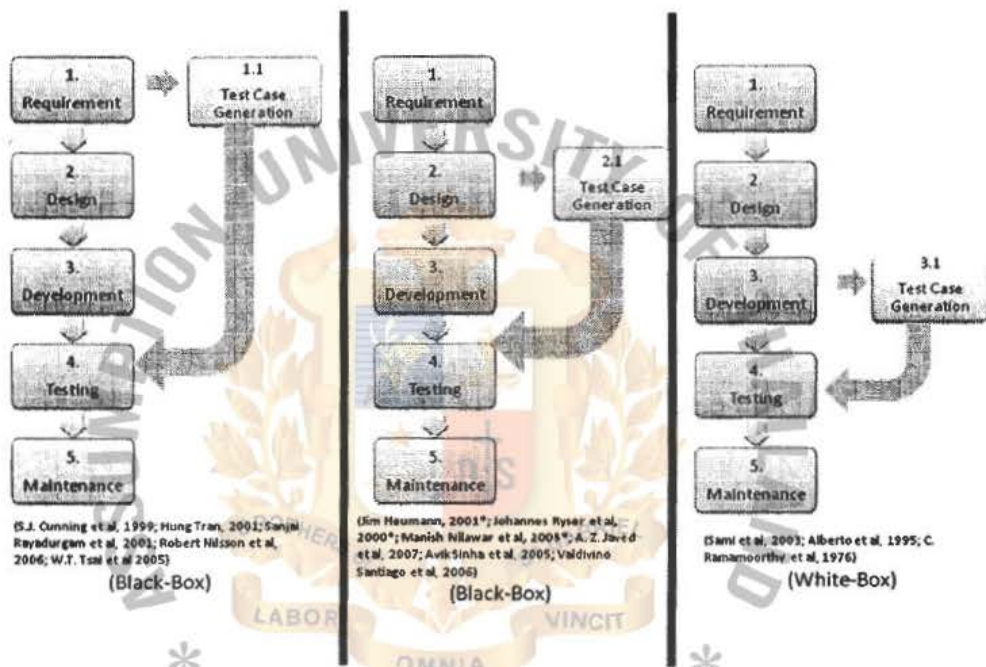 1.
Requirement
1.1
Test Case
Generation
2.
Design
3.
Development
4.
Testing
5.
Maintenance
(S.J. Cunning et al, 1999; Hung Tran, 2001; Sanjai
Rayadurgam et al, 2001; Robert Nilsson et al,
2006; W.T. Tsai et al 2005)
(Black-Box)
1.
Requirement
2.
Design
2.1
Test Case
Generation
3.
Development
4.
Testing
5.
Maintenance
(Jim Heumann, 2001*; Johannes Ryser et al,
2000*; Manish Nilawar et al, 2003*; A. Z. Javed
et al, 2007; Avik Sinha et al, 2005; Valdivino
Santiago et al, 2006)
(Black-Box)
1.
Requirement
2.
Design
3.
Development
3.1
Test Case
Generation
4.
Testing
5.
Maintenance
(Sami et al, 2003; Alberto et al, 1995; C.
Ramamoorthy et al, 1976)
(White-Box)
ASSUMPTION UNIVERSITY OF THAILAND
LABOR
OMNIA
VINCIT